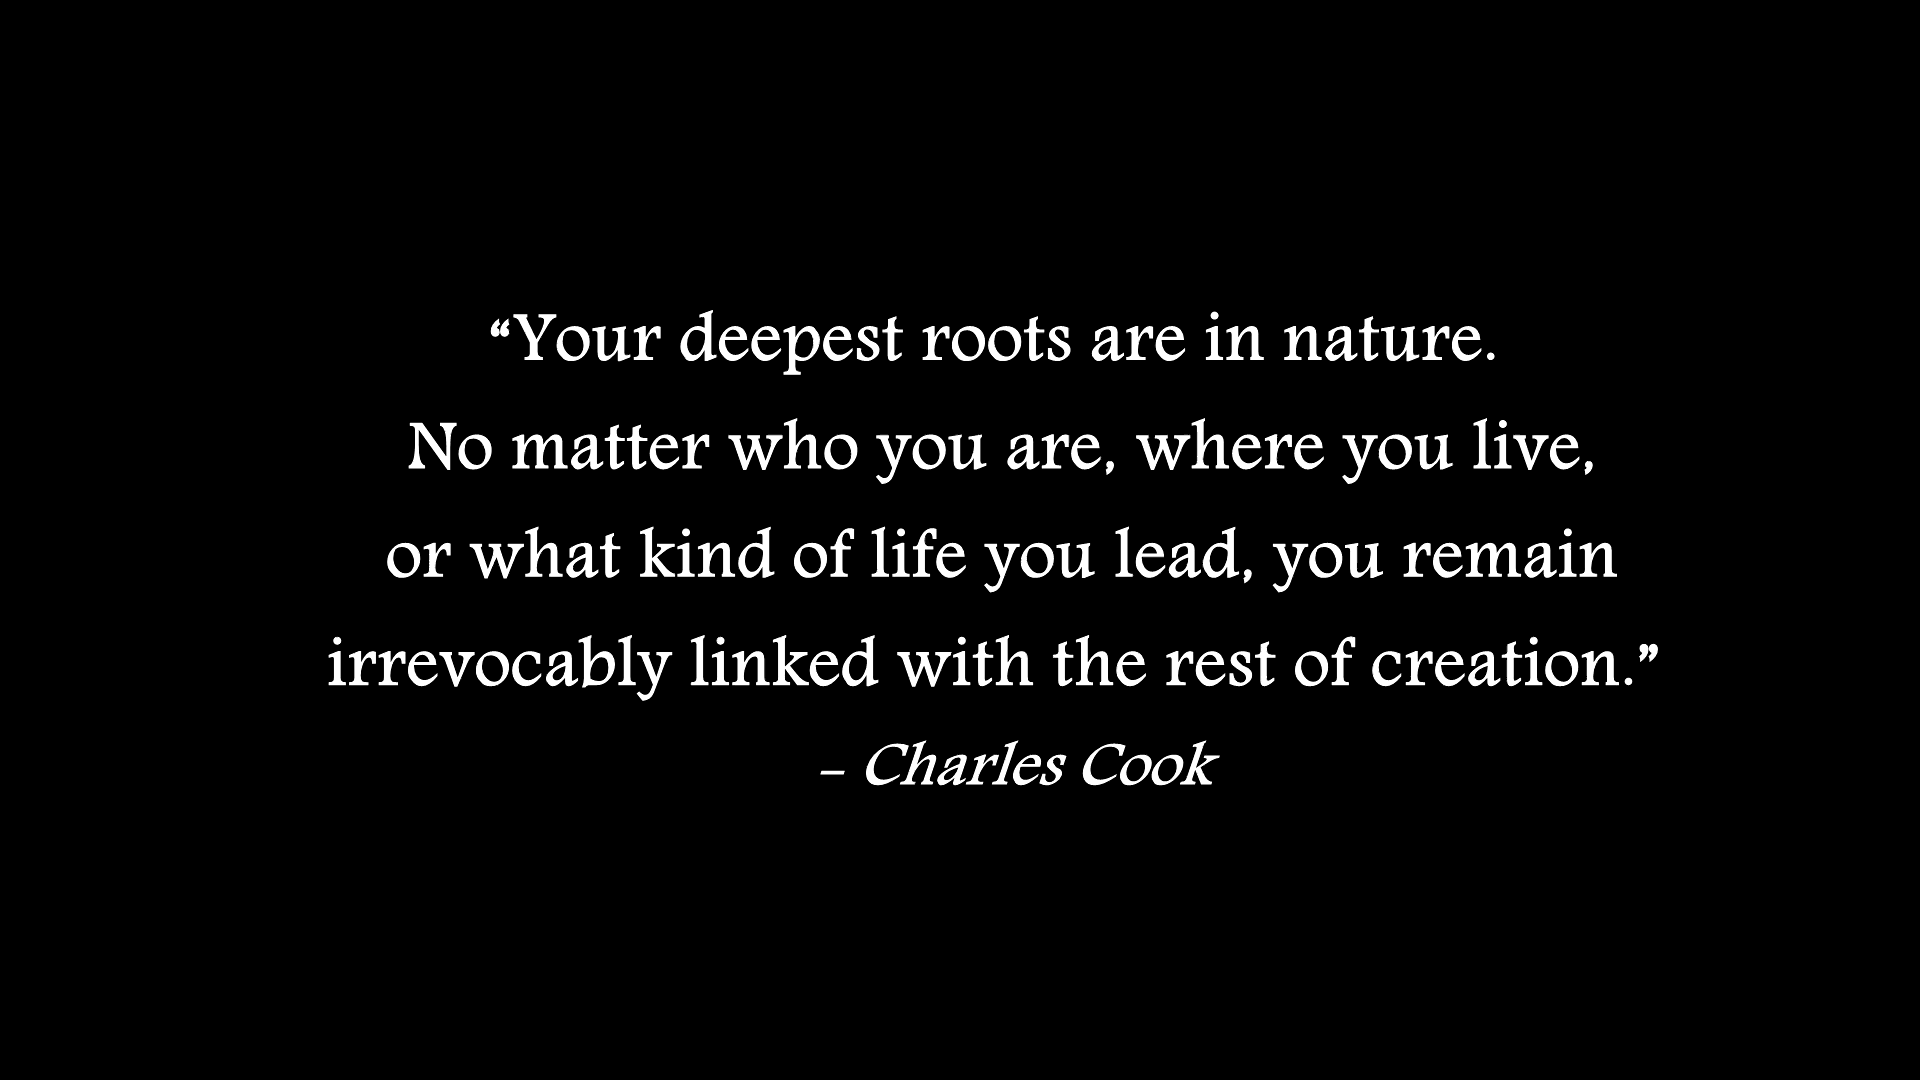 “Your deepest roots are in nature.
No matter who you are, where you live,
or what kind of life you lead, you remain
irrevocably linked with the rest of creation.”
- Charles Cook